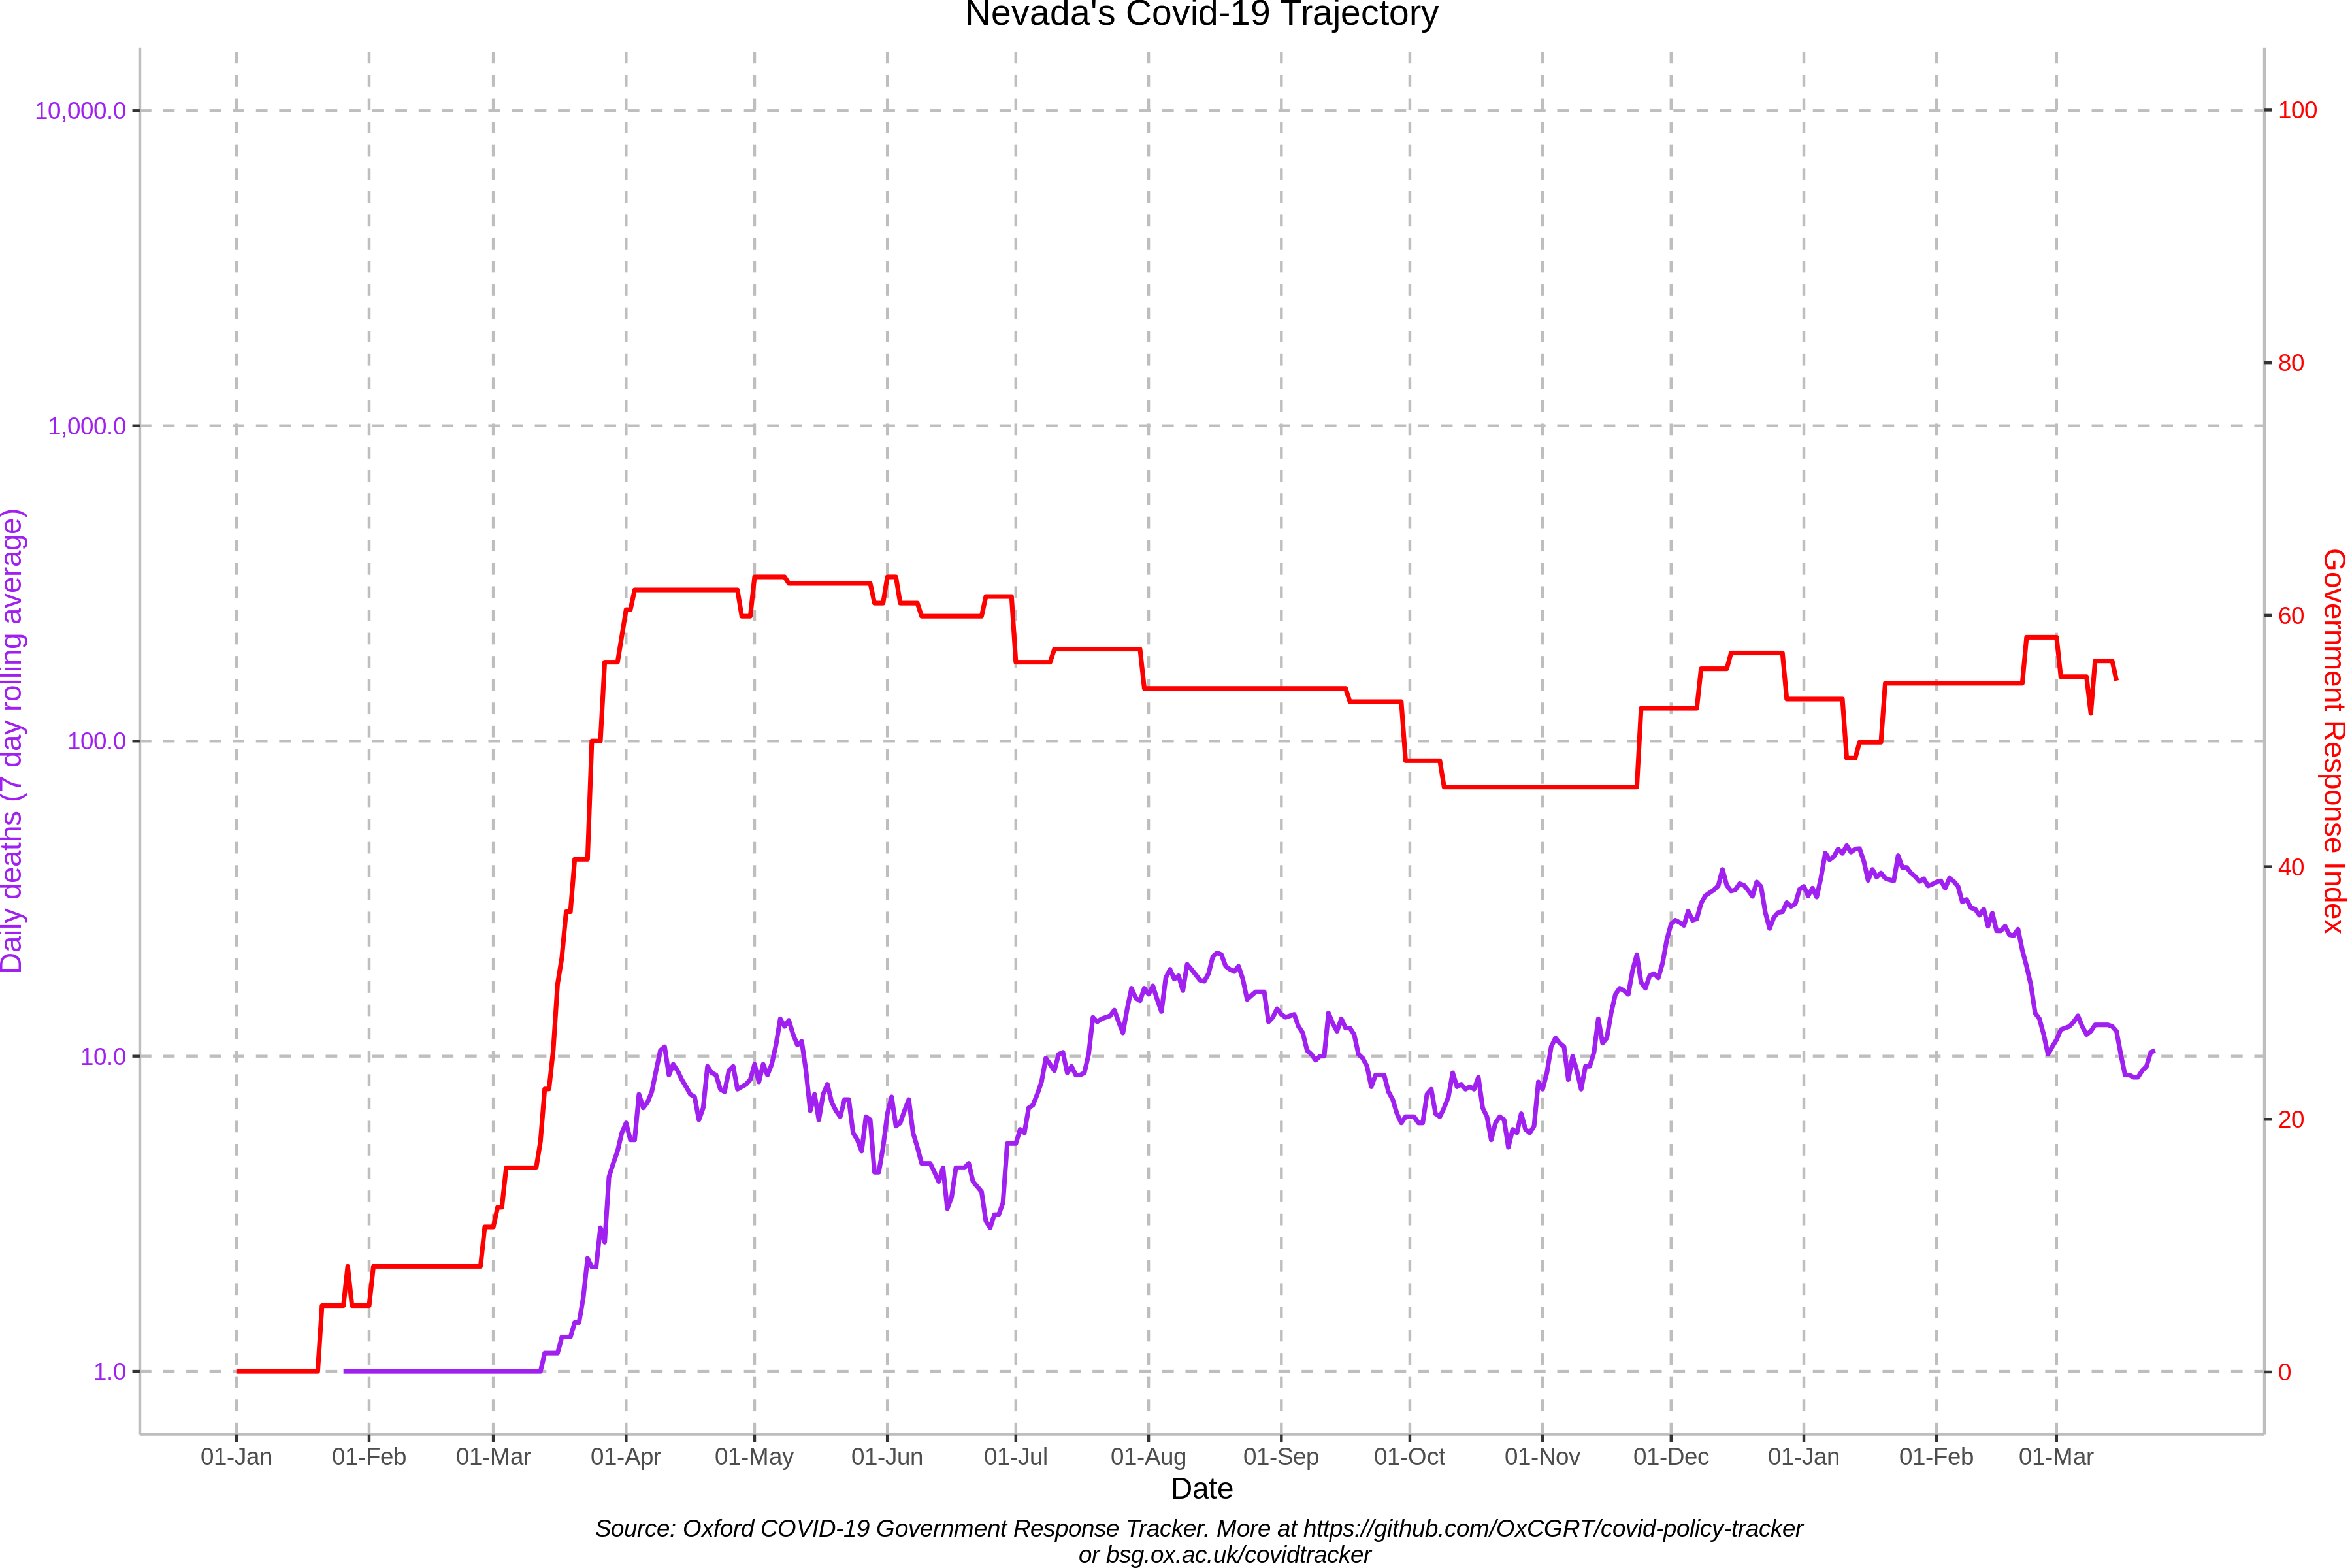 Nevada's Covid-19 Trajectory
10,000.0
1,000.0
100.0
10.0
1.0
Daily deaths (7 day rolling average)
100
80
60
40
20
0
Government Response Index
01-Jan 01-Feb 01-Mar 01-Apr 01-May 01-Jun 01-Jul 01-Aug 01-Sep 01-Oct 01-Nov 01-Dec 01-Jan 01-Feb 01-Mar
Date
Source: Oxford COVID-19 Government Response Tracker. More at https://github.com/OxCGRT/covid-policy-tracker
or bsg.ox.ac.uk/covidtracker